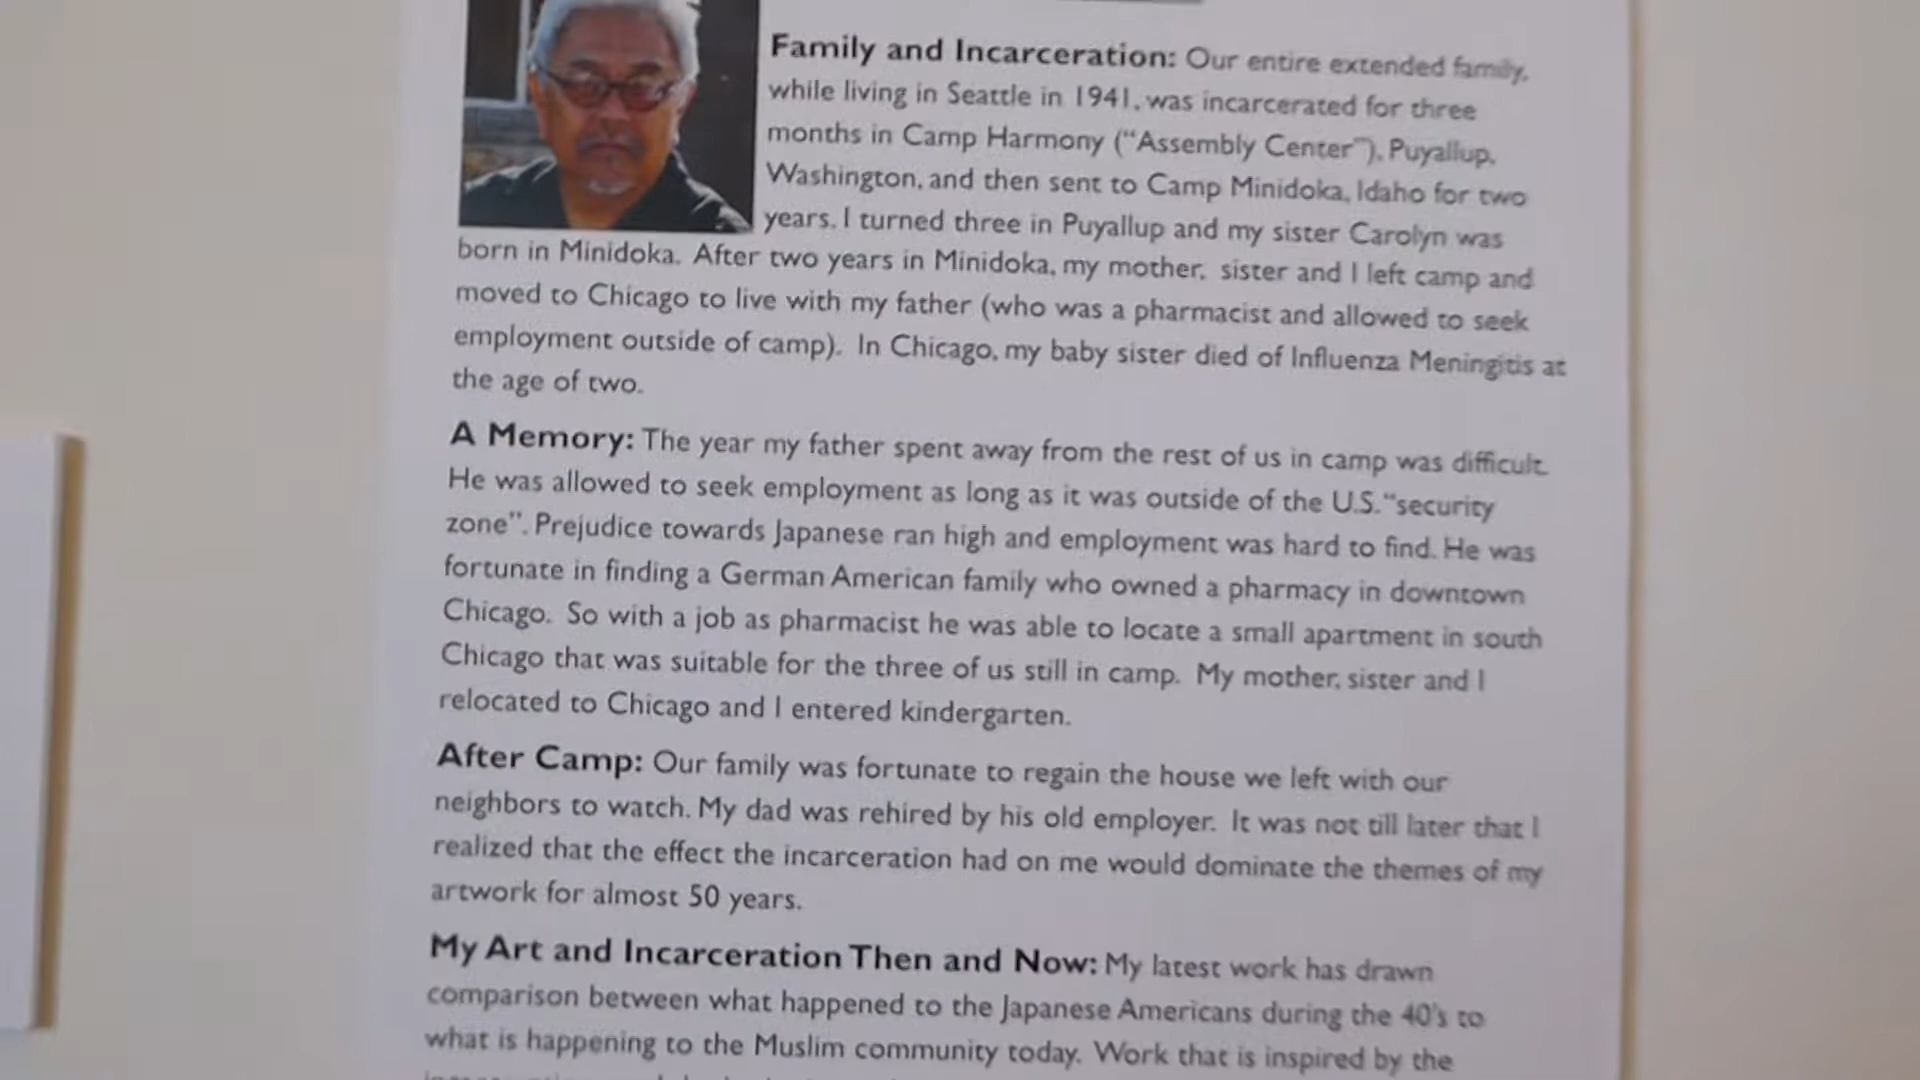 Family and Incarceration: Our entire extended family,
while living in Seattle in 1941, was incarcerated for three
months in Camp Harmony (“Assembly Center”), Puyallup,
Washington, and then sent to Camp Minidoka, Idaho for two
years. I turned three in Puyallup and my sister Carolyn was
born in Minidoka. After two years in Minidoka, my mother, sister and I left camp and
moved to Chicago to live with my father (who was a pharmacist and allowed to seek
employment outside of camp). In Chicago, my baby sister died of Influenza Meningitis at
the age of two.
A Memory: The year my father spent away from the rest of us in camp was difficult.
He was allowed to seek employment as long as it was outside of the U.S. “security
zone”. Prejudice towards Japanese ran high and employment was hard to find. He was
fortunate in finding a German American family who owned a pharmacy in downtown
Chicago. So with a job as pharmacist he was able to locate a small apartment in south
Chicago that was suitable for the three of us still in camp. My mother, sister and I
relocated to Chicago and I entered kindergarten.
After Camp: Our family was fortunate to regain the house we left with our
neighbors to watch. My dad was rehired by his old employer. It was not till later that I
realized that the effect the incarceration had on me would dominate the themes of my
artwork for almost 50 years.
My Art and Incarceration Then and Now: My latest work has drawn
comparison between what happened to the Japanese Americans during the 40's to
what is happening to the Muslim community today. Work that is inspired by the